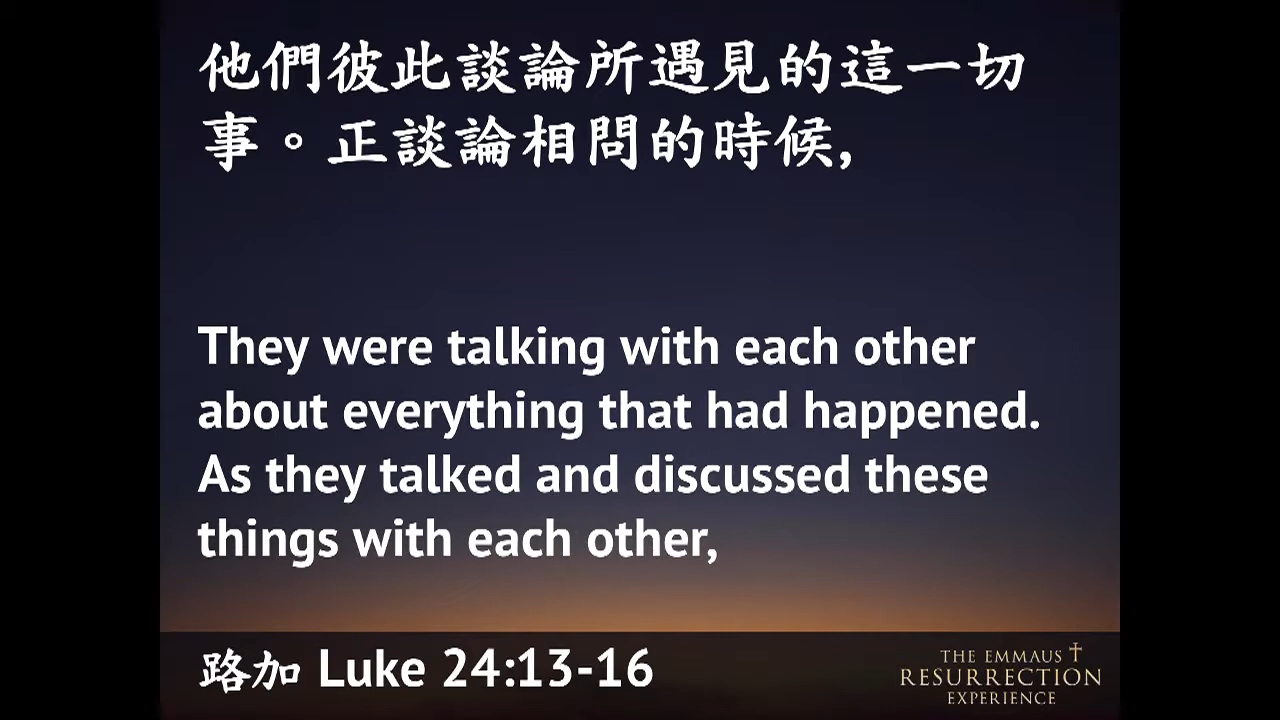 他們彼此談論所遇見的這一切
事。正談論相問的時候,
They were talking with each other
about everything that had happened.
As they talked and discussed these
things with each other,
路加 Luke 24:13-16
THE EMMAUS
RESURRECTION
EXPERIENCE